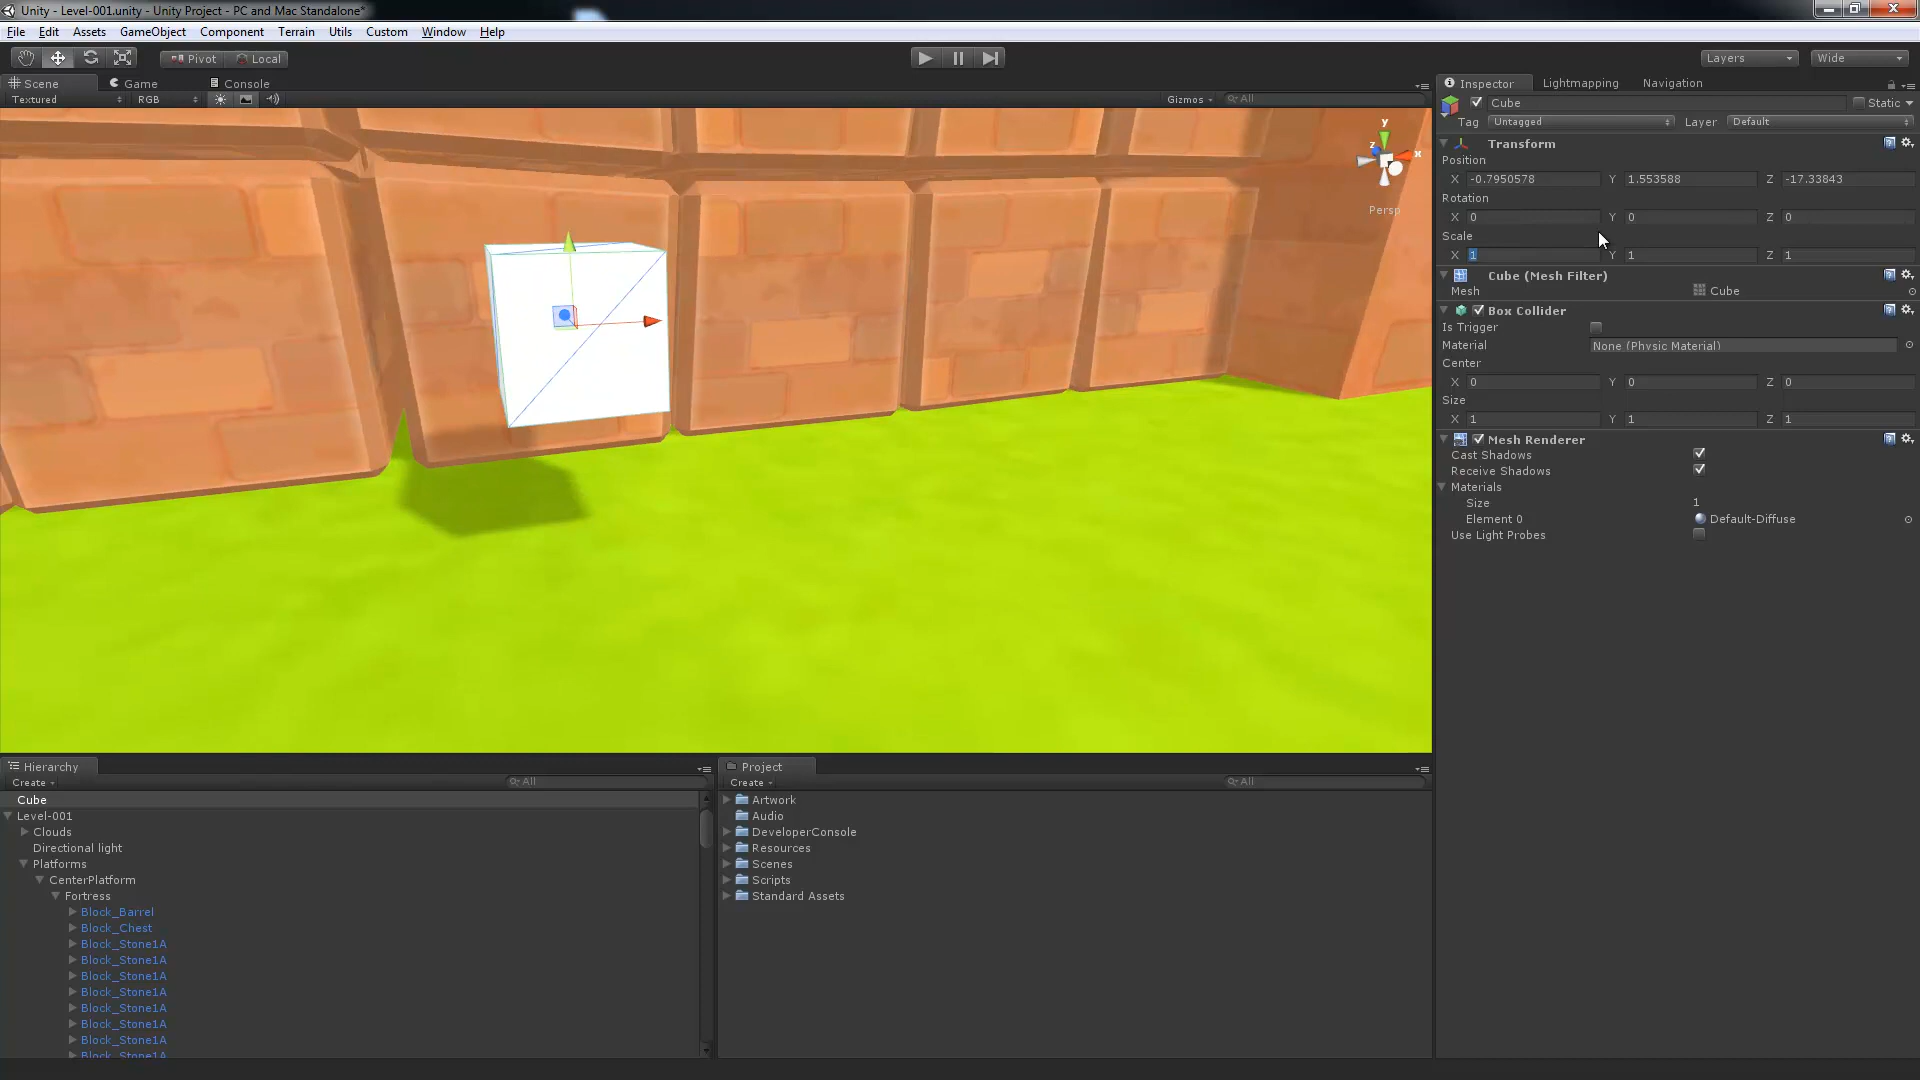 Unity - Level-001.unity - Unity Project - PC and Mac Standalone*
File Edit Assets GameObject Component Terrain Utils Custom Window Help
Pivot Local Layers Wide
Scene Game Console
Textured RGB Gizmos All
y
z x
Persp
Inspector Lightmapping Navigation
Cube Static
Tag Untagged Layer Default
Transform
Position
X -0.7950578 Y 1.553588 Z -17.33843
Rotation
X 0 Y 0 Z 0
Scale
X 1 Y 1 Z 1
Cube (Mesh Filter)
Mesh Cube
Box Collider
Is Trigger
Material None (Physic Material)
Center
X 0 Y 0 Z 0
Size
X 1 Y 1 Z 1
Mesh Renderer
Cast Shadows
Receive Shadows
Materials
Size 1
Element 0 Default-Diffuse
Use Light Probes
Hierarchy
Create All
Cube
Level-001
Clouds
Directional light
Platforms
CenterPlatform
Fortress
Block_Barrel
Block_Chest
Block_Stone1A
Block_Stone1A
Block_Stone1A
Block_Stone1A
Block_Stone1A
Block_Stone1A
Block_Stone1A
Block_Stone1A
Project
Create All
Artwork
Audio
DeveloperConsole
Resources
Scenes
Scripts
Standard Assets